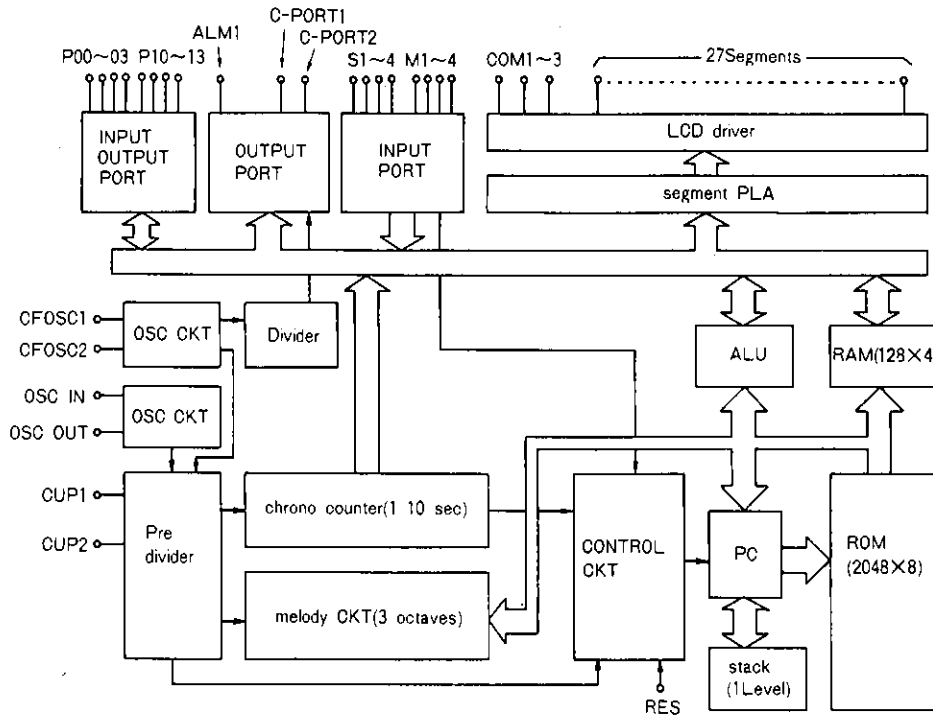 C-PORT1
ALM1
C-PORT2
P00~03 P10~13
S1~4 M1~4
COM1~3
27Segments
INPUT
OUTPUT
PORT
OUTPUT
PORT
INPUT
PORT
LCD driver
segment PLA
CFOSC1
CFOSC2
OSC CKT
Divider
ALU
RAM(128×4
OSC IN
OSC OUT
OSC CKT
CUP1
CUP2
Pre
divider
chrono counter(1 10 sec)
melody CKT(3 octaves)
CONTROL
CKT
PC
ROM
(2048×8)
stack
(1Level)
RES